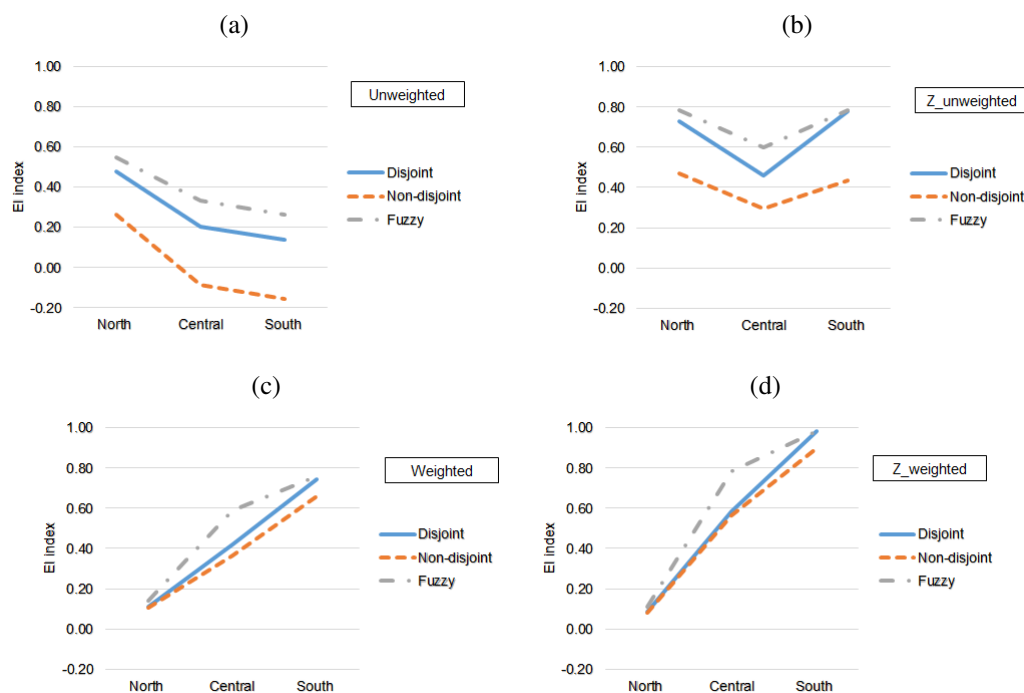 (a)
1.00
0.80
0.60
0.40
0.20
0.00
-0.20
EI index
North Central South
Unweighted
Disjoint
Non-disjoint
Fuzzy
(b)
1.00
0.80
0.60
0.40
0.20
0.00
-0.20
EI index
North Central South
Z_unweighted
Disjoint
Non-disjoint
Fuzzy
(c)
1.00
0.80
0.60
0.40
0.20
0.00
-0.20
EI index
North Central South
Weighted
Disjoint
Non-disjoint
Fuzzy
(d)
1.00
0.80
0.60
0.40
0.20
0.00
-0.20
EI index
North Central South
Z_weighted
Disjoint
Non-disjoint
Fuzzy